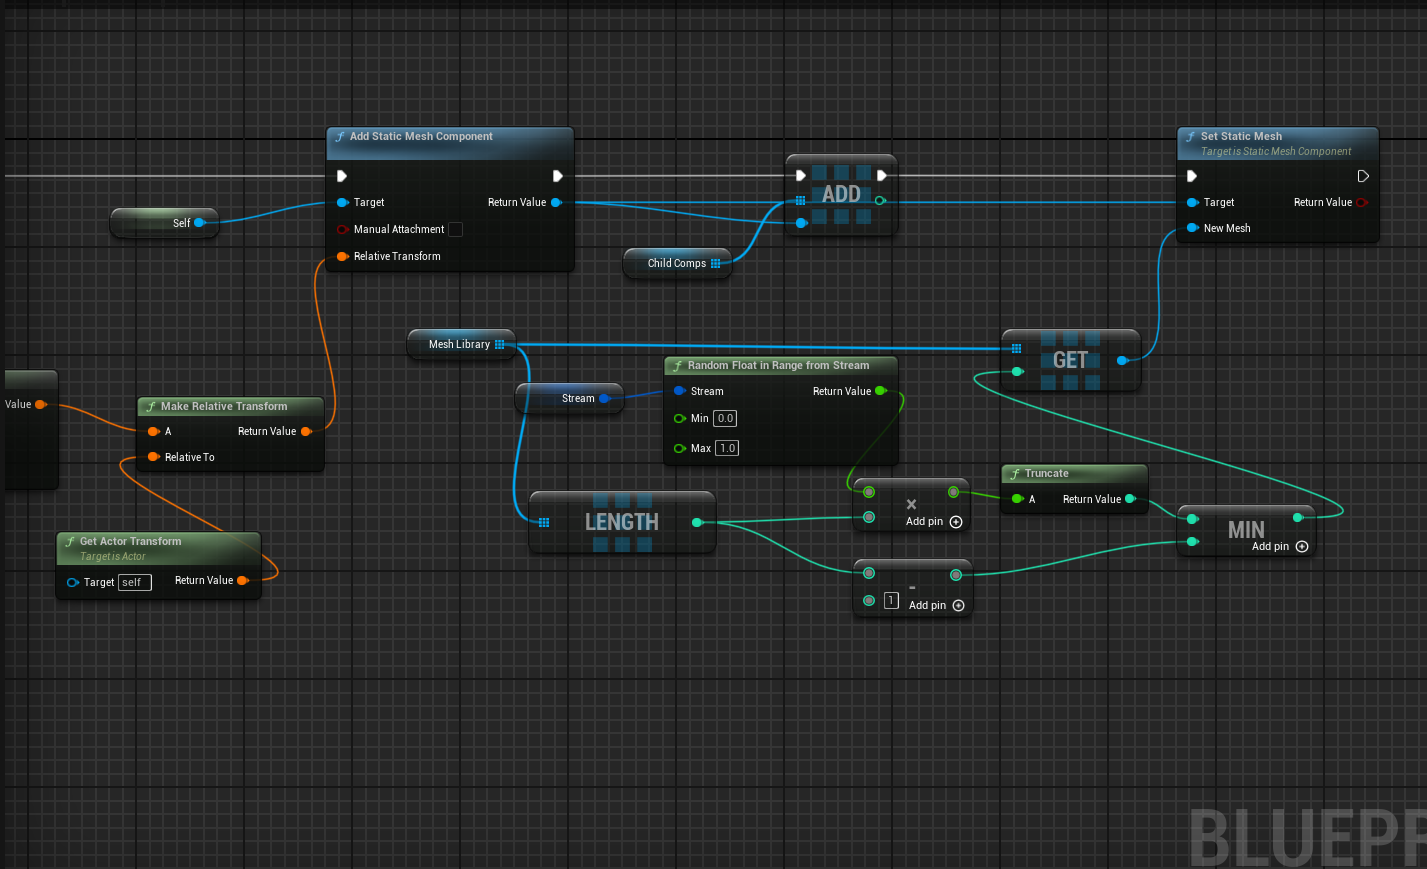 Add Static Mesh Component
Target
Return Value
Manual Attachment
Relative Transform
Self
ADD
Child Comps
Set Static Mesh
Target is Static Mesh Component
Target
Return Value
New Mesh
Mesh Library
GET
Random Float in Range from Stream
Stream
Return Value
Min 0.0
Max 1.0
Stream
Value
Make Relative Transform
A
Return Value
Relative To
LENGTH
×
Add pin
Truncate
A
Return Value
MIN
Add pin
Get Actor Transform
Target is Actor
Target self
Return Value
-
1
Add pin
BLUEPR